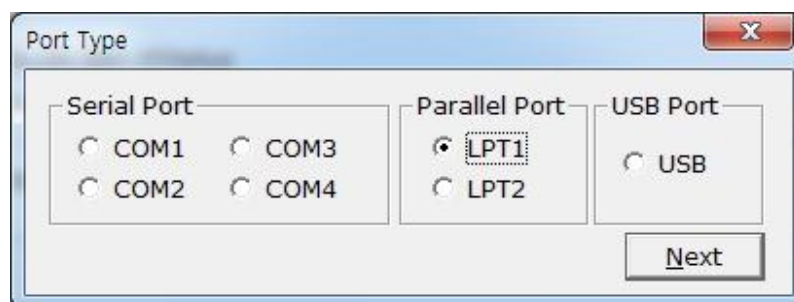 Port Type
Serial Port Parallel Port USB Port
COM1 COM3 LPT1 USB
COM2 COM4 LPT2
Next